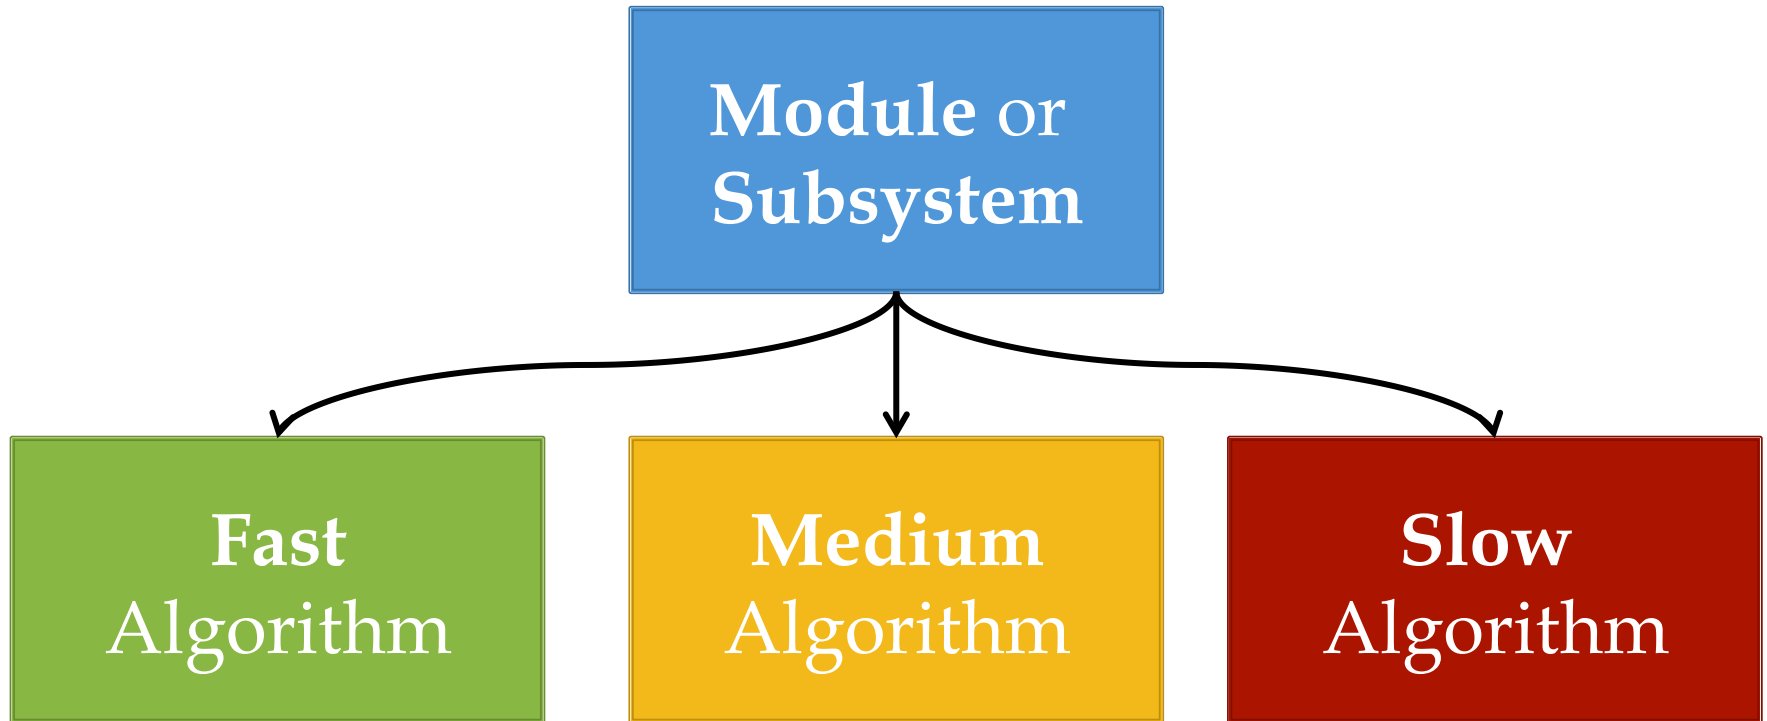 Module or
Subsystem
Fast
Algorithm
Medium
Algorithm
Slow
Algorithm